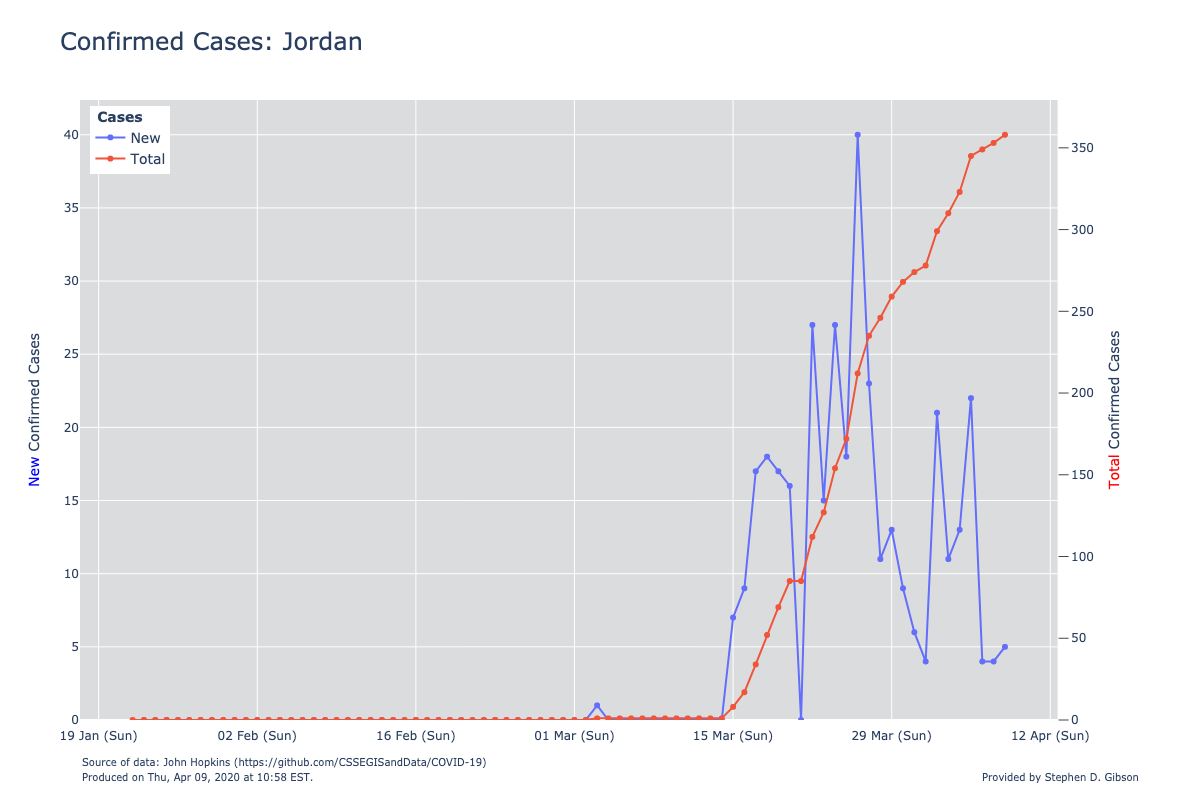 Confirmed Cases: Jordan
Cases
New
Total
40
35
30
25
20
15
10
5
0
350
300
250
200
150
100
50
0
New Confirmed Cases
Total Confirmed Cases
19 Jan (Sun)
02 Feb (Sun)
16 Feb (Sun)
01 Mar (Sun)
15 Mar (Sun)
29 Mar (Sun)
12 Apr (Sun)
Source of data: John Hopkins (https://github.com/CSSEGISandData/COVID-19)
Produced on Thu, Apr 09, 2020 at 10:58 EST.
Provided by Stephen D. Gibson